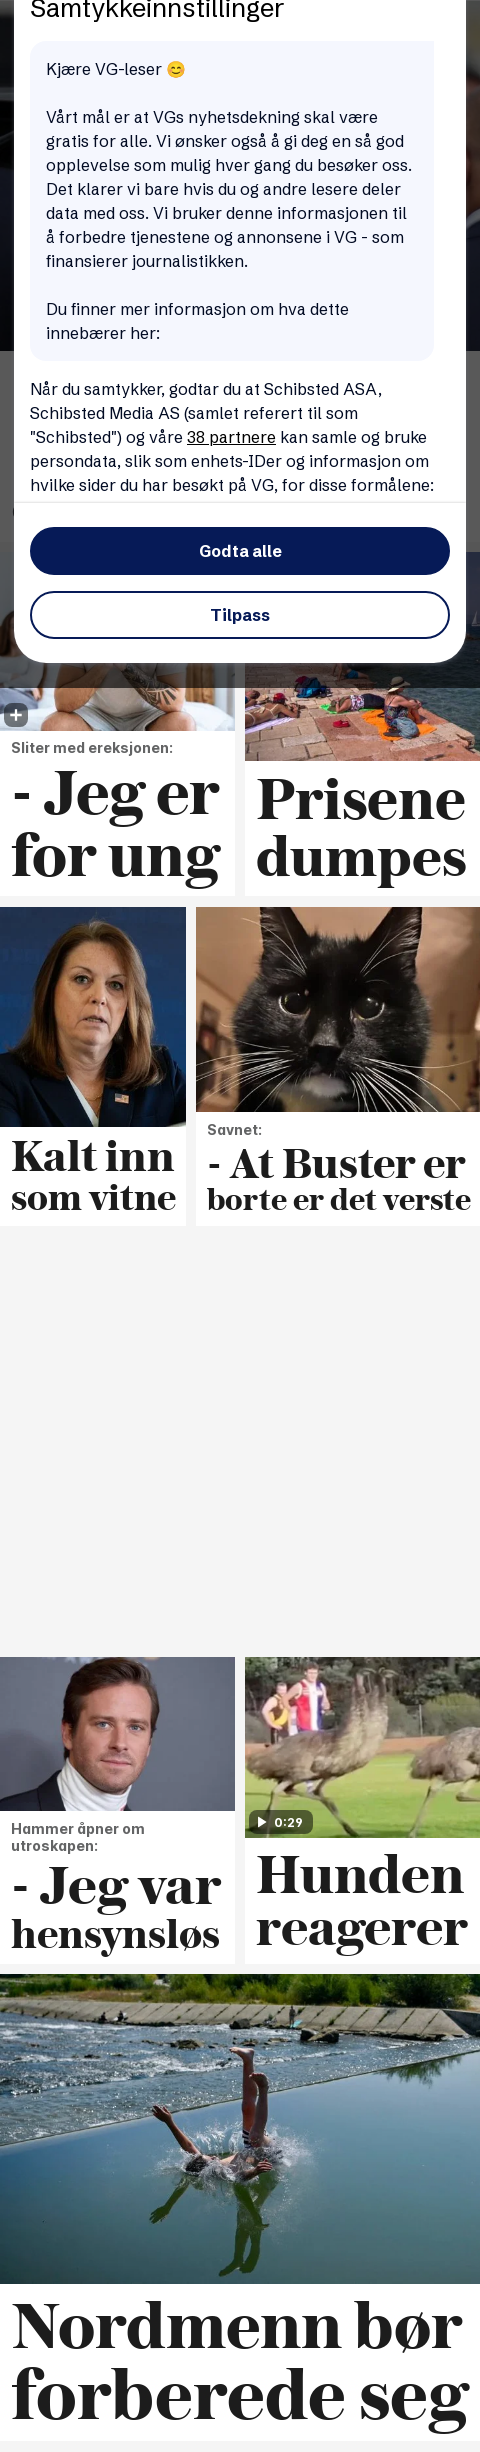 Samtykkeinnstillinger
Kjære VG-leser 😊
Vårt mål er at VGs nyhetsdekning skal være
gratis for alle. Vi ønsker også å gi deg en så god
opplevelse som mulig hver gang du besøker oss.
Det klarer vi bare hvis du og andre lesere deler
data med oss. Vi bruker denne informasjonen til
å forbedre tjenestene og annonsene i VG - som
finansierer journalistikken.
Du finner mer informasjon om hva dette
innebærer her:
Når du samtykker, godtar du at Schibsted ASA,
Schibsted Media AS (samlet referert til som
"Schibsted") og våre 38 partnere kan samle og bruke
persondata, slik som enhets-IDer og informasjon om
hvilke sider du har besøkt på VG, for disse formålene:
Godta alle
Tilpass
Sliter med ereksjonen:
- Jeg er
for ung
Prisene
dumpes
Kalt inn
som vitne
Savnet:
- At Buster er
borte er det verste
Hammer åpner om
utroskapen:
- Jeg var
hensynsløs
0:29
Hunden
reagerer
Nordmenn bør
forberede seg